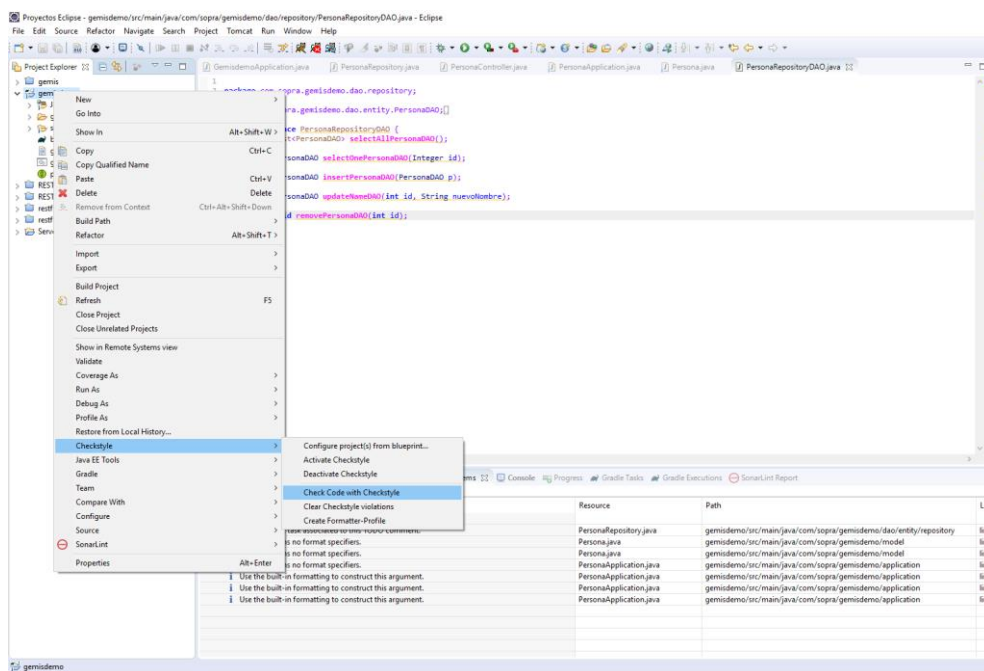 Proyectos Eclipse - gemisdemo/src/main/java/com/sopra/gemisdemo/dao/repository/PersonaRepositoryDAO.java - Eclipse
File Edit Source Refactor Navigate Search Project Tomcat Run Window Help
Project Explorer
GemisdemoApplication.java PersonaRepository.java PersonaController.java PersonaApplication.java Persona.java PersonaRepositoryDAO.java
gemis
1
sopra.gemisdemo.dao.repository;
ra.gemisdemo.dao.entity.PersonaDAO;
ce PersonaRepositoryDAO {
st<PersonaDAO> selectAllPersonaDAO();
rsonaDAO selectOnePersonaDAO(Integer id);
rsonaDAO insertPersonaDAO(PersonaDAO p);
rsonaDAO updateNameDAO(int id, String nuevoNombre);
id removePersonaDAO(int id);
REST
REST
restf
restf
Serv
New
Go Into
Show In Alt+Shift+W >
Copy Ctrl+C
Copy Qualified Name
Paste Ctrl+V
Delete Delete
Remove from Context Ctrl+Alt+Shift+Down
Build Path
Refactor Alt+Shift+T >
Import
Export
Build Project
Refresh F5
Close Project
Close Unrelated Projects
Show in Remote Systems view
Validate
Coverage As
Run As
Debug As
Profile As
Restore from Local History...
Checkstyle
Java EE Tools
Gradle
Team
Compare With
Configure
Source
SonarLint
Properties Alt+Enter
Configure project(s) from blueprint...
Activate Checkstyle
Deactivate Checkstyle
Check Code with Checkstyle
Clear Checkstyle violations
Create Formatter-Profile
ems Console Progress Gradle Tasks Gradle Executions SonarLint Report
Resource Path L
PersonaRepository.java gemisdemo/src/main/java/com/sopra/gemisdemo/dao/entity/repository
s no format specifiers. Persona.java gemisdemo/src/main/java/com/sopra/gemisdemo/model
s no format specifiers. Persona.java gemisdemo/src/main/java/com/sopra/gemisdemo/model
s no format specifiers. PersonaApplication.java gemisdemo/src/main/java/com/sopra/gemisdemo/application
Use the built-in formatting to construct this argument. PersonaApplication.java gemisdemo/src/main/java/com/sopra/gemisdemo/application
Use the built-in formatting to construct this argument. PersonaApplication.java gemisdemo/src/main/java/com/sopra/gemisdemo/application
Use the built-in formatting to construct this argument. PersonaApplication.java gemisdemo/src/main/java/com/sopra/gemisdemo/application
gemisdemo